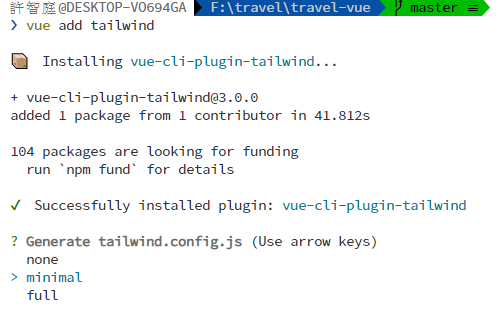 許智庭@DESKTOP-VO694GA F:\travel\travel-vue master ≡
❯ vue add tailwind
📦 Installing vue-cli-plugin-tailwind...
+ vue-cli-plugin-tailwind@3.0.0
added 1 package from 1 contributor in 41.812s
104 packages are looking for funding
run `npm fund` for details
✓ Successfully installed plugin: vue-cli-plugin-tailwind
? Generate tailwind.config.js (Use arrow keys)
none
> minimal
full